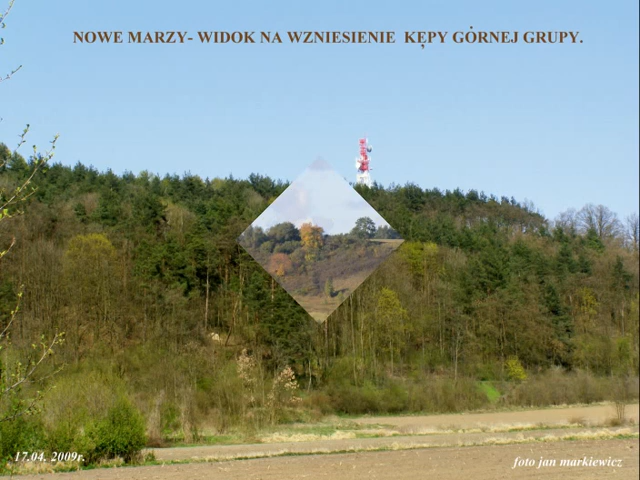 NOWE MARZY- WIDOK NA WZNIESIENIE KĘPY GÓRNEJ GRUPY.
17.04. 2009r.
foto jan markiewicz